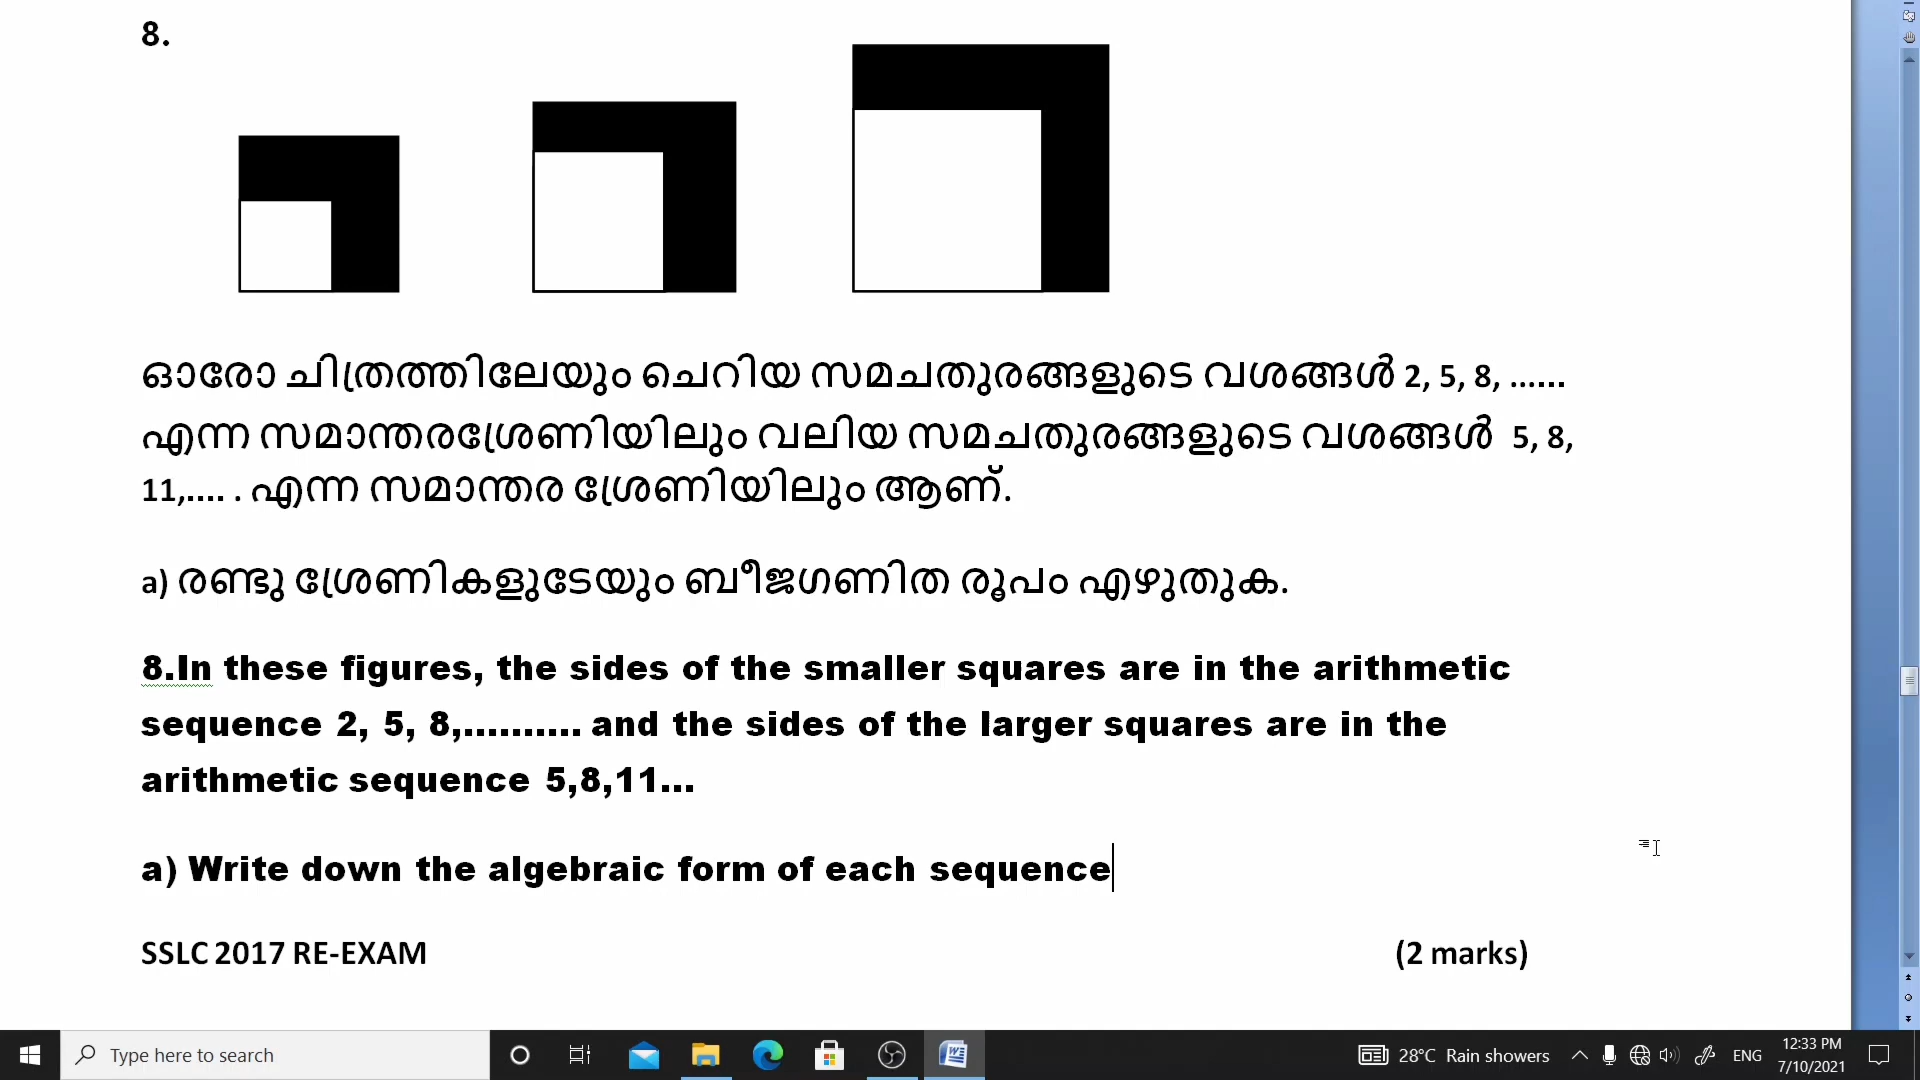 8.
ഓരോ ചിത്രത്തിലേയും ചെറിയ സമചതുരങ്ങളുടെ വശങ്ങൾ 2, 5, 8, ......
എന്ന സമാന്തരശ്രേണിയിലും വലിയ സമചതുരങ്ങളുടെ വശങ്ങൾ 5, 8,
11,.... . എന്ന സമാന്തര ശ്രേണിയിലും ആണ്.
a) രണ്ടു ശ്രേണികളുടേയും ബീജഗണിത രൂപം എഴുതുക.
8.In these figures, the sides of the smaller squares are in the arithmetic
sequence 2, 5, 8,.......... and the sides of the larger squares are in the
arithmetic sequence 5,8,11...
a) Write down the algebraic form of each sequence
SSLC 2017 RE-EXAM (2 marks)
Type here to search
28°C Rain showers
ENG
12:33 PM
7/10/2021